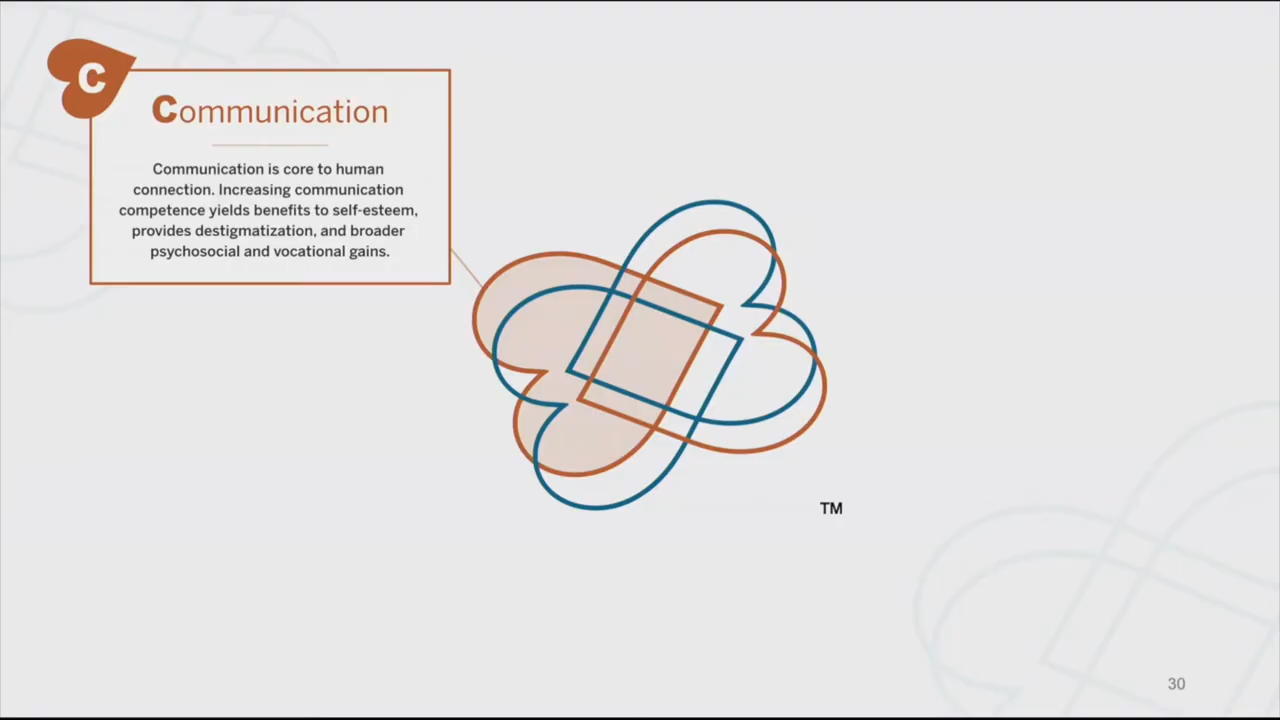 C
Communication
Communication is core to human
connection. Increasing communication
competence yields benefits to self-esteem,
provides destigmatization, and broader
psychosocial and vocational gains.
TM
30